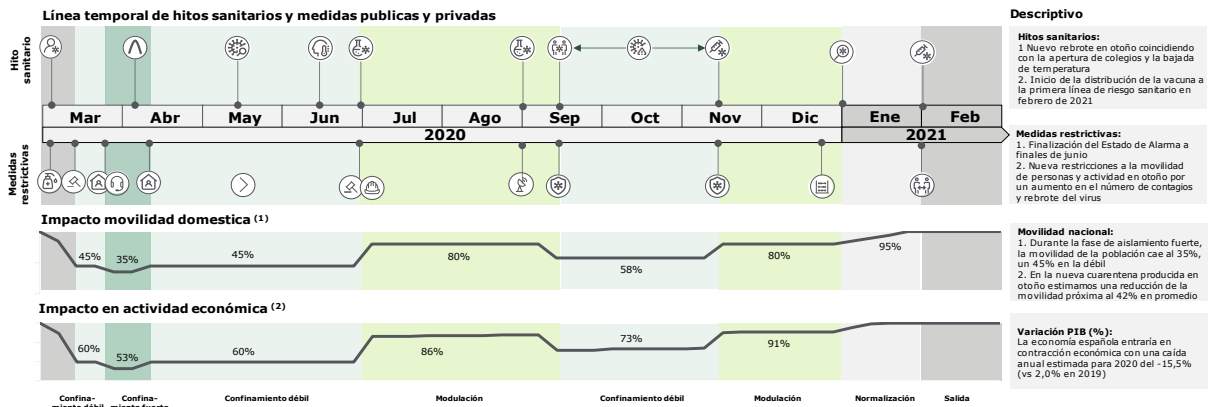 Línea temporal de hitos sanitarios y medidas publicas y privadas
Descriptivo
Hito
sanitario
Hitos sanitarios:
1 Nuevo rebrote en otoño coincidiendo
con la apertura de colegios y la bajada
de temperatura
2. Inicio de la distribución de la vacuna a
la primera línea de riesgo sanitario en
febrero de 2021
Mar Abr May Jun Jul Ago Sep Oct Nov Dic Ene Feb
2020 2021
Medidas
restrictivas
Medidas restrictivas:
1. Finalización del Estado de Alarma a
finales de junio
2. Nueva restricciones a la movilidad
de personas y actividad en otoño por
un aumento en el número de contagios
y rebrote del virus
Impacto movilidad domestica (1)
45% 35% 45% 80% 58% 80% 95%
Movilidad nacional:
1. Durante la fase de aislamiento fuerte,
la movilidad de la población cae al 35%,
un 45% en la débil
2. En la nueva cuarentena producida en
otoño estimamos una reducción de la
movilidad próxima al 42% en promedio
Impacto en actividad económica (2)
60% 53% 60% 86% 73% 91%
Variación PIB (%):
La economía española entraría en
contracción económica con una caída
anual estimada para 2020 del -15,5%
(vs 2,0% en 2019)
Confina- Confina- Confinamiento débil Modulación Confinamiento débil Modulación Normalización Salida
miento débil miento fuerte